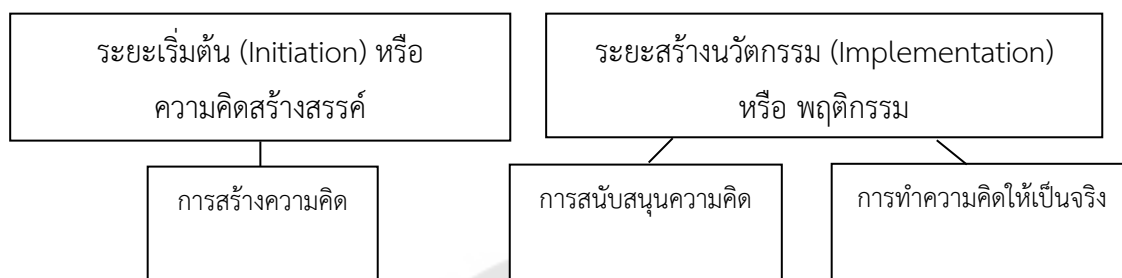 ระยะเริ่มต้น (Initiation) หรือ
ความคิดสร้างสรรค์
ระยะสร้างนวัตกรรม (Implementation)
หรือ พฤติกรรม
การสร้างความคิด
การสนับสนุนความคิด
การทำความคิดให้เป็นจริง